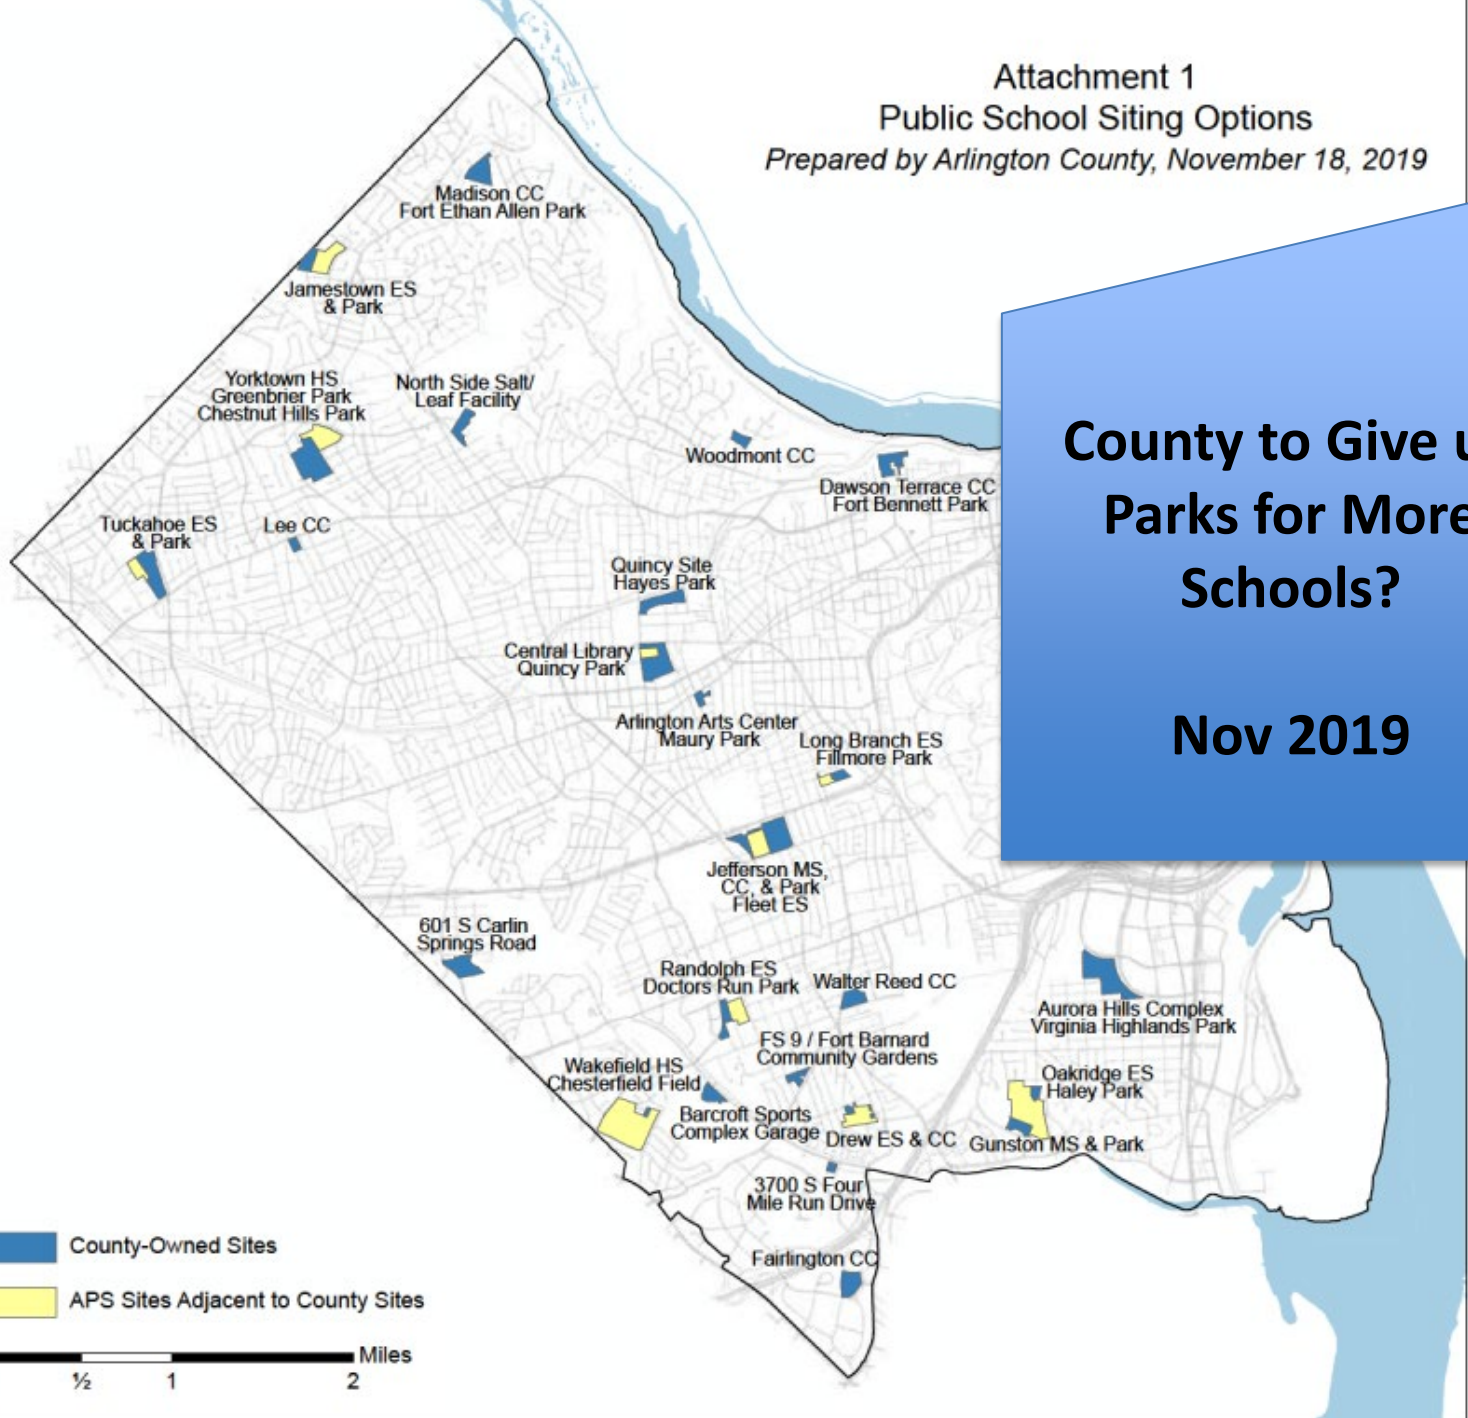 Attachment 1
Public School Siting Options
Prepared by Arlington County, November 18, 2019
Madison CC
Fort Ethan Allen Park
Jamestown ES
& Park
Yorktown HS
Greenbrier Park
Chestnut Hills Park
North Side Salt/
Leaf Facility
Woodmont CC
Dawson Terrace CC
Fort Bennett Park
County to Give u
Parks for More
Schools?
Nov 2019
Tuckahoe ES
& Park
Lee CC
Quincy Site
Hayes Park
Central Library
Quincy Park
Arlington Arts Center
Maury Park
Long Branch ES
Fillmore Park
Jefferson MS,
CC, & Park
Fleet ES
601 S Carlin
Springs Road
Randolph ES
Doctors Run Park
Walter Reed CC
Aurora Hills Complex
Virginia Highlands Park
FS 9 / Fort Barnard
Community Gardens
Wakefield HS
Chesterfield Field
Oakridge ES
Haley Park
Barcroft Sports
Complex Garage
Drew ES & CC
Gunston MS & Park
3700 S Four
Mile Run Drive
Fairlington CC
County-Owned Sites
APS Sites Adjacent to County Sites
Miles
½ 1 2